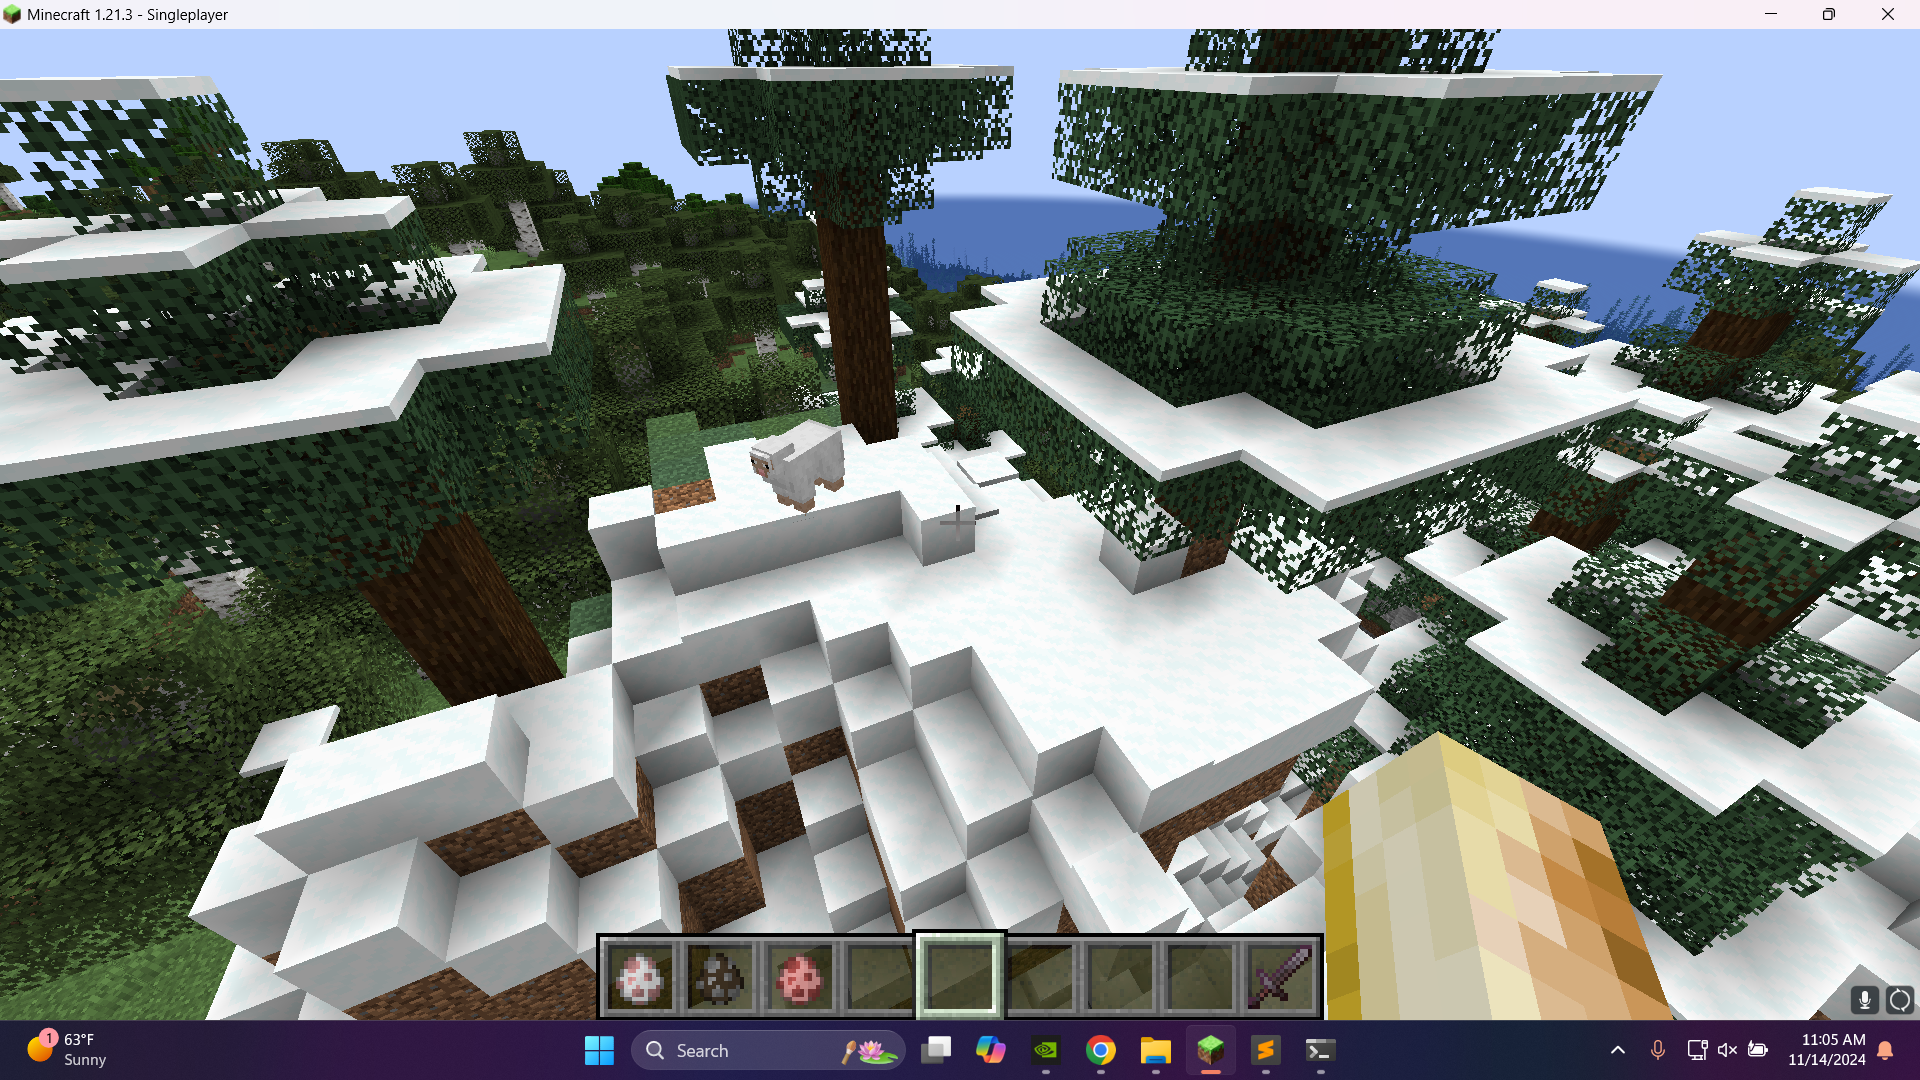 Minecraft 1.21.3 - Singleplayer
1
63°F
Sunny
Search
11:05 AM
11/14/2024